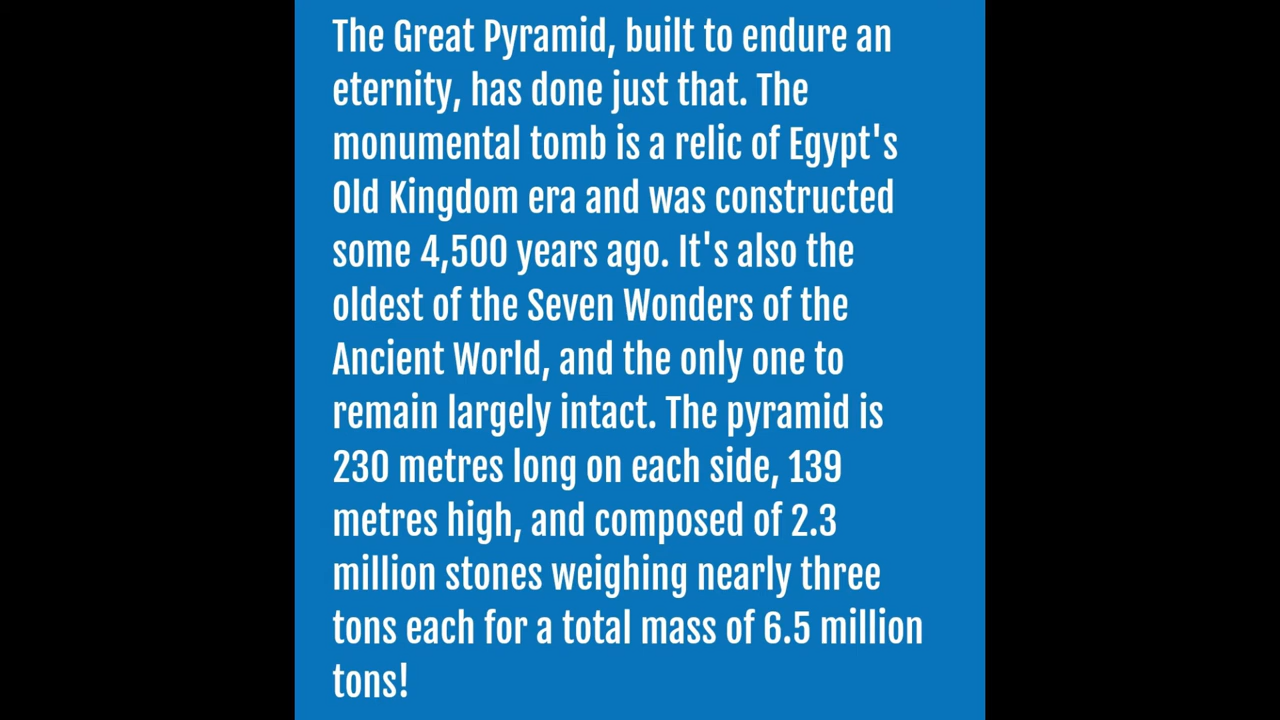 The Great Pyramid, built to endure an
eternity, has done just that. The
monumental tomb is a relic of Egypt's
Old Kingdom era and was constructed
some 4,500 years ago. It's also the
oldest of the Seven Wonders of the
Ancient World, and the only one to
remain largely intact. The pyramid is
230 metres long on each side, 139
metres high, and composed of 2.3
million stones weighing nearly three
tons each for a total mass of 6.5 million
tons!